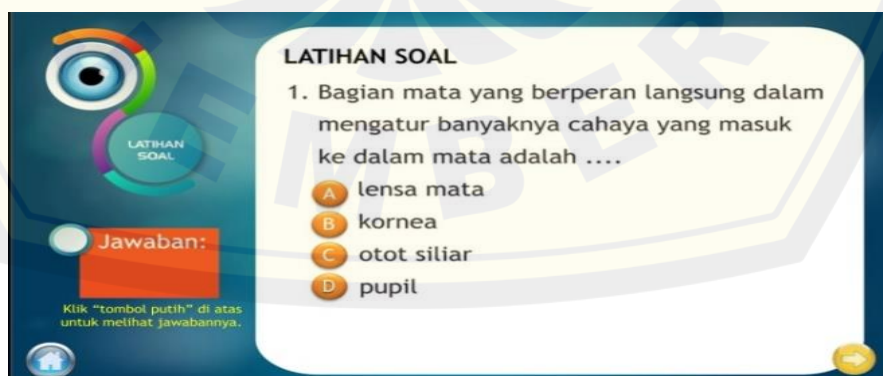 LATIHAN SOAL
1. Bagian mata yang berperan langsung dalam
mengatur banyaknya cahaya yang masuk
ke dalam mata adalah ....
A lensa mata
B kornea
C otot siliar
D pupil
LATIHAN
SOAL
Jawaban:
Klik "tombol putih" di atas
untuk melihat jawabannya.